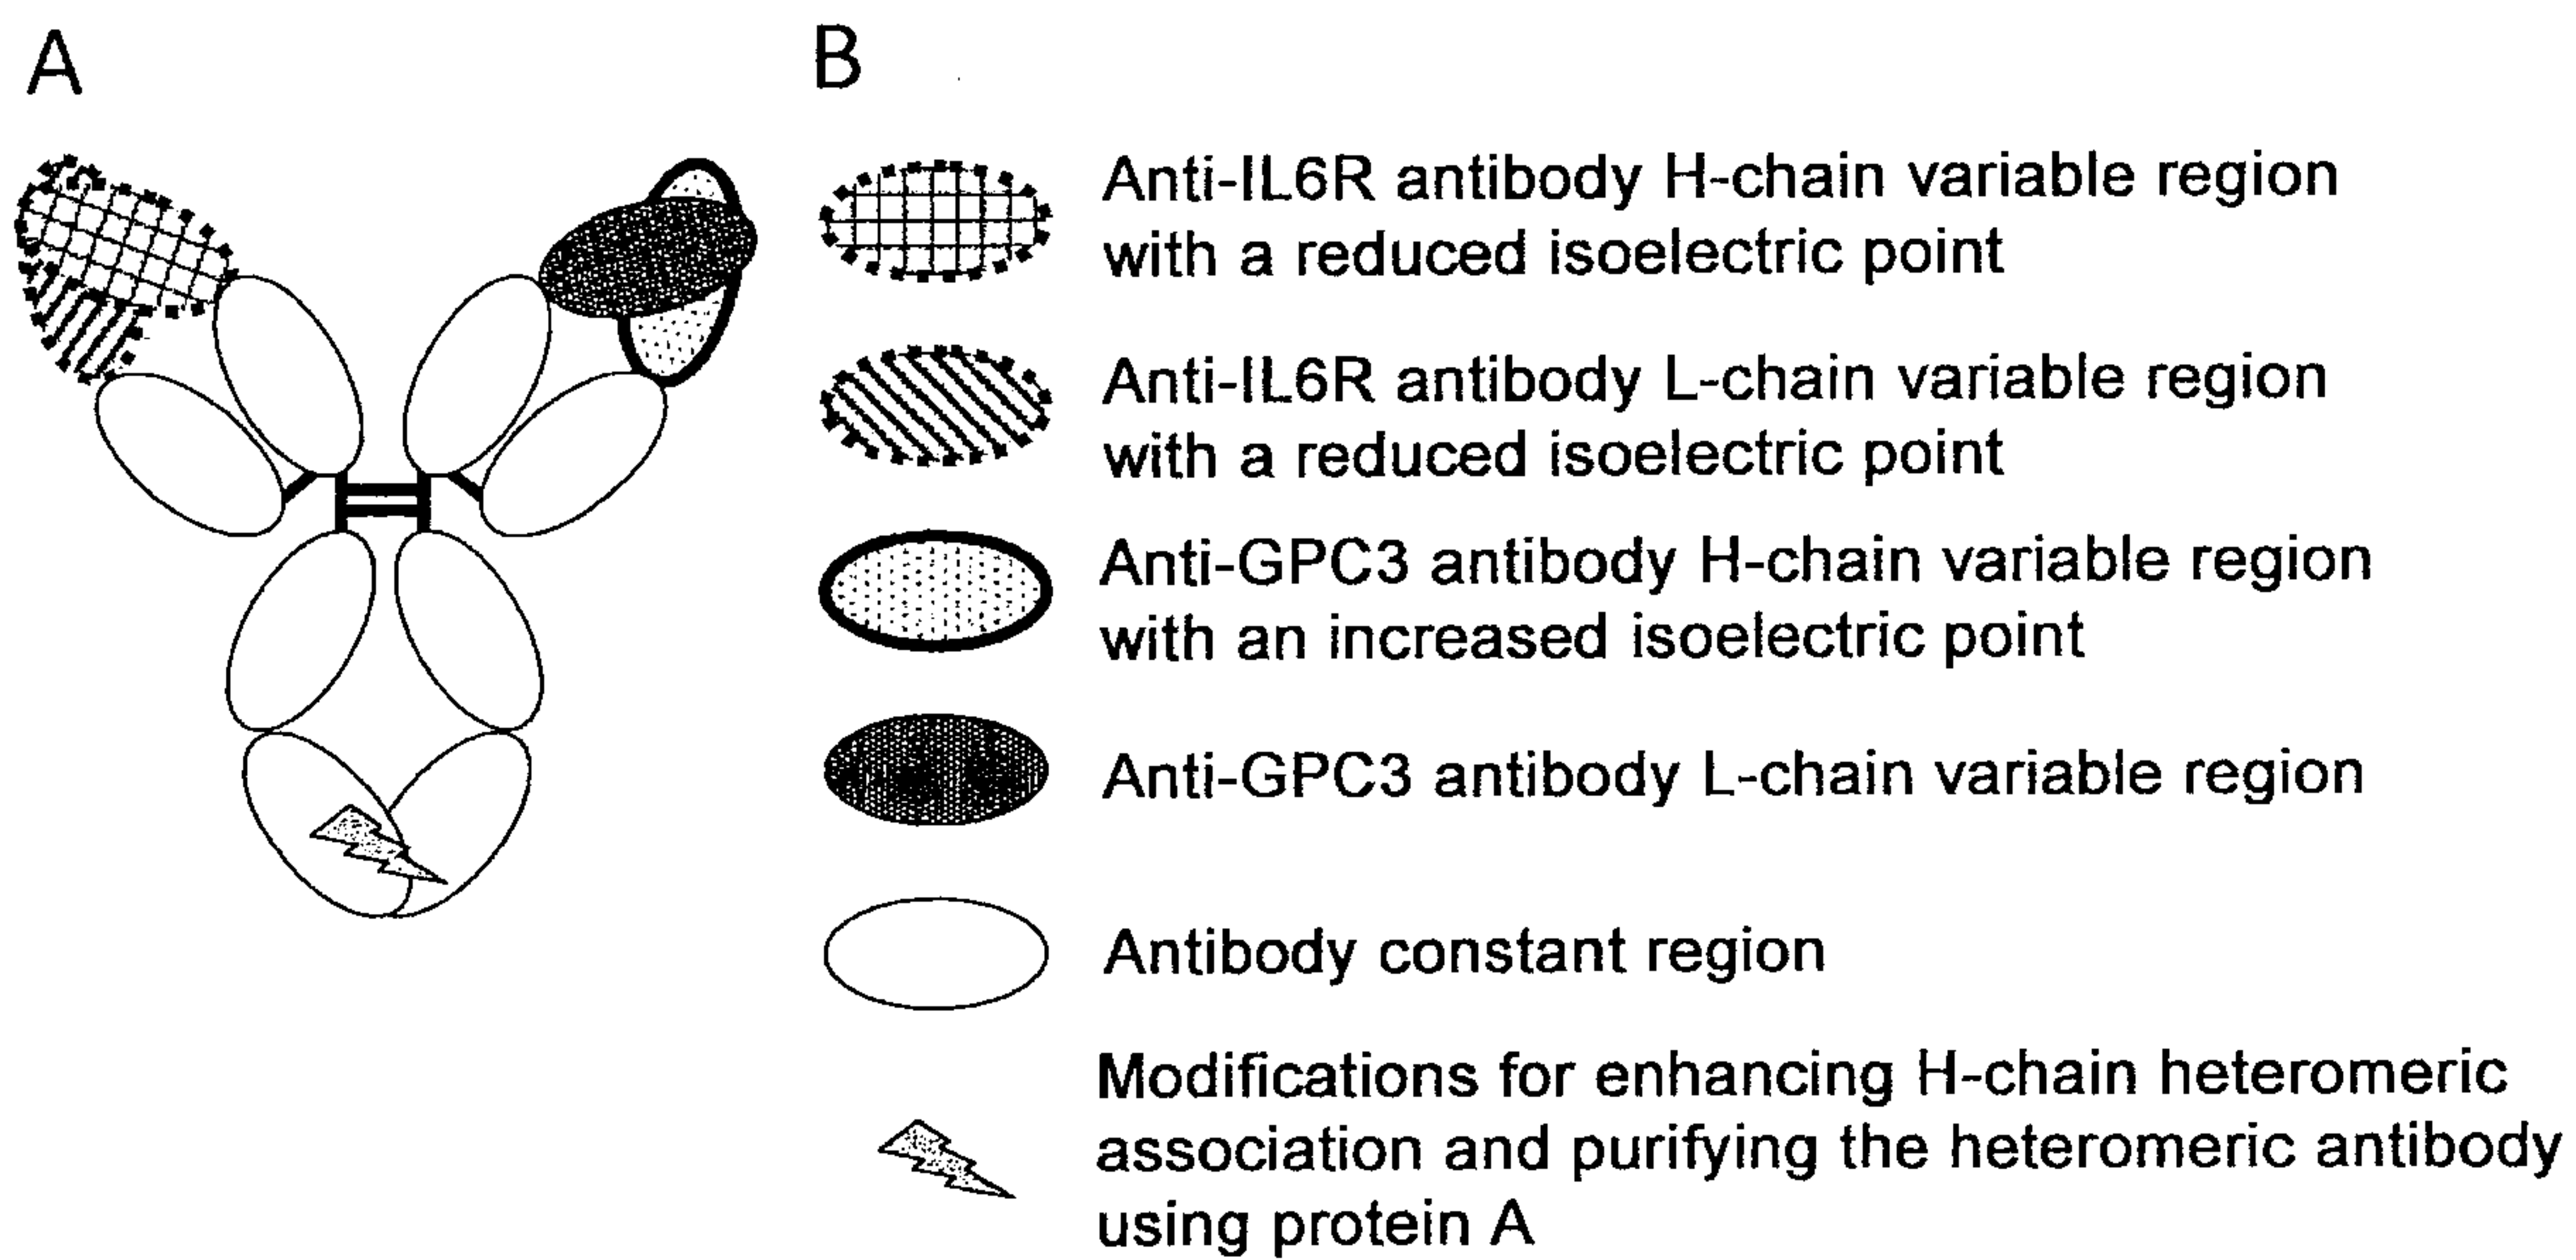 A
B
Anti-IL6R antibody H-chain variable region
with a reduced isoelectric point
Anti-IL6R antibody L-chain variable region
with a reduced isoelectric point
Anti-GPC3 antibody H-chain variable region
with an increased isoelectric point
Anti-GPC3 antibody L-chain variable region
Antibody constant region
Modifications for enhancing H-chain heteromeric
association and purifying the heteromeric antibody
using protein A